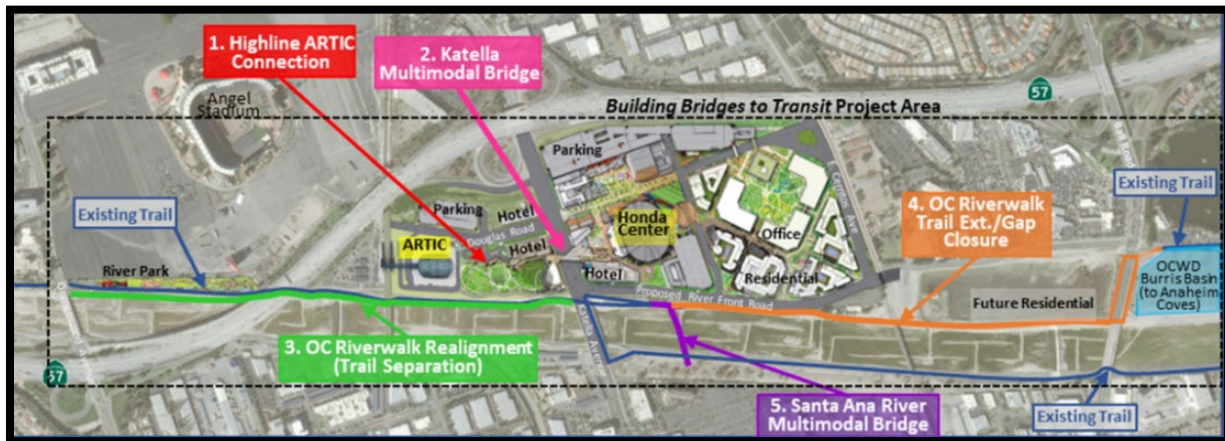 1. Highline ARTIC
Connection
2. Katella
Multimodal Bridge
57
Building Bridges to Transit Project Area
Angel
Stadium
Parking
Existing Trail
Parking
Hotel
Douglas Road
Honda
Center
Office
4. OC Riverwalk
Trail Ext./Gap
Closure
Existing Trail
ARTIC
Hotel
Hotel
Residential
River Park
Proposed River Front Road
Future Residential
OCWD
Burris Basin
(to Anaheim
Coves)
3. OC Riverwalk Realignment
(Trail Separation)
Katella Avenue
57
5. Santa Ana River
Multimodal Bridge
Existing Trail